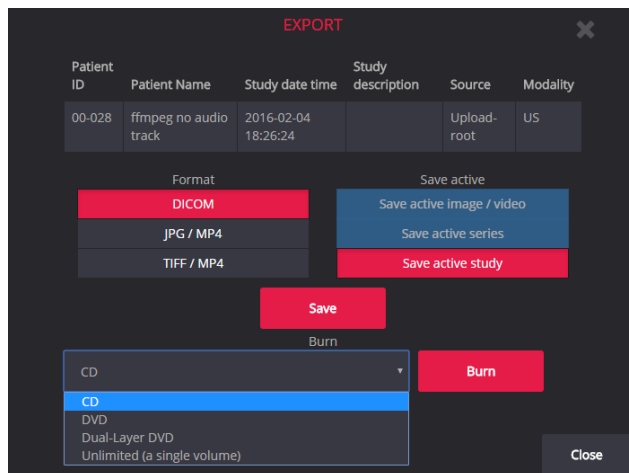 EXPORT
Patient ID Patient Name Study date time Study description Source Modality
00-028 ffmpeg no audio track 2016-02-04 18:26:24 Upload-root US
Format Save active
DICOM Save active image / video
JPG / MP4 Save active series
TIFF / MP4 Save active study
Save
Burn
CD Burn
CD
DVD
Dual-Layer DVD
Unlimited (a single volume)
Close